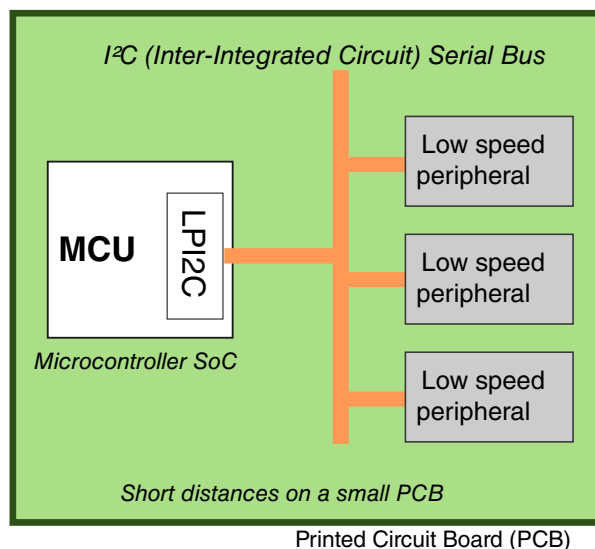 I²C (Inter-Integrated Circuit) Serial Bus
Low speed
peripheral
MCU
LPI2C
Low speed
peripheral
Microcontroller SoC
Low speed
peripheral
Short distances on a small PCB
Printed Circuit Board (PCB)